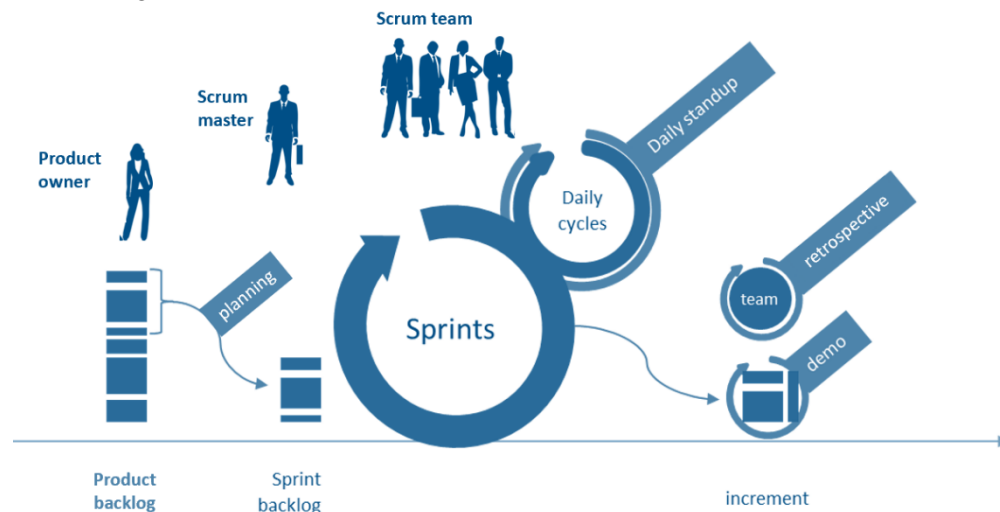 Scrum team
Scrum
master
Product
owner
Daily standup
Daily
cycles
planning
Sprints
retrospective
team
demo
Product
backlog
Sprint
backlog
increment